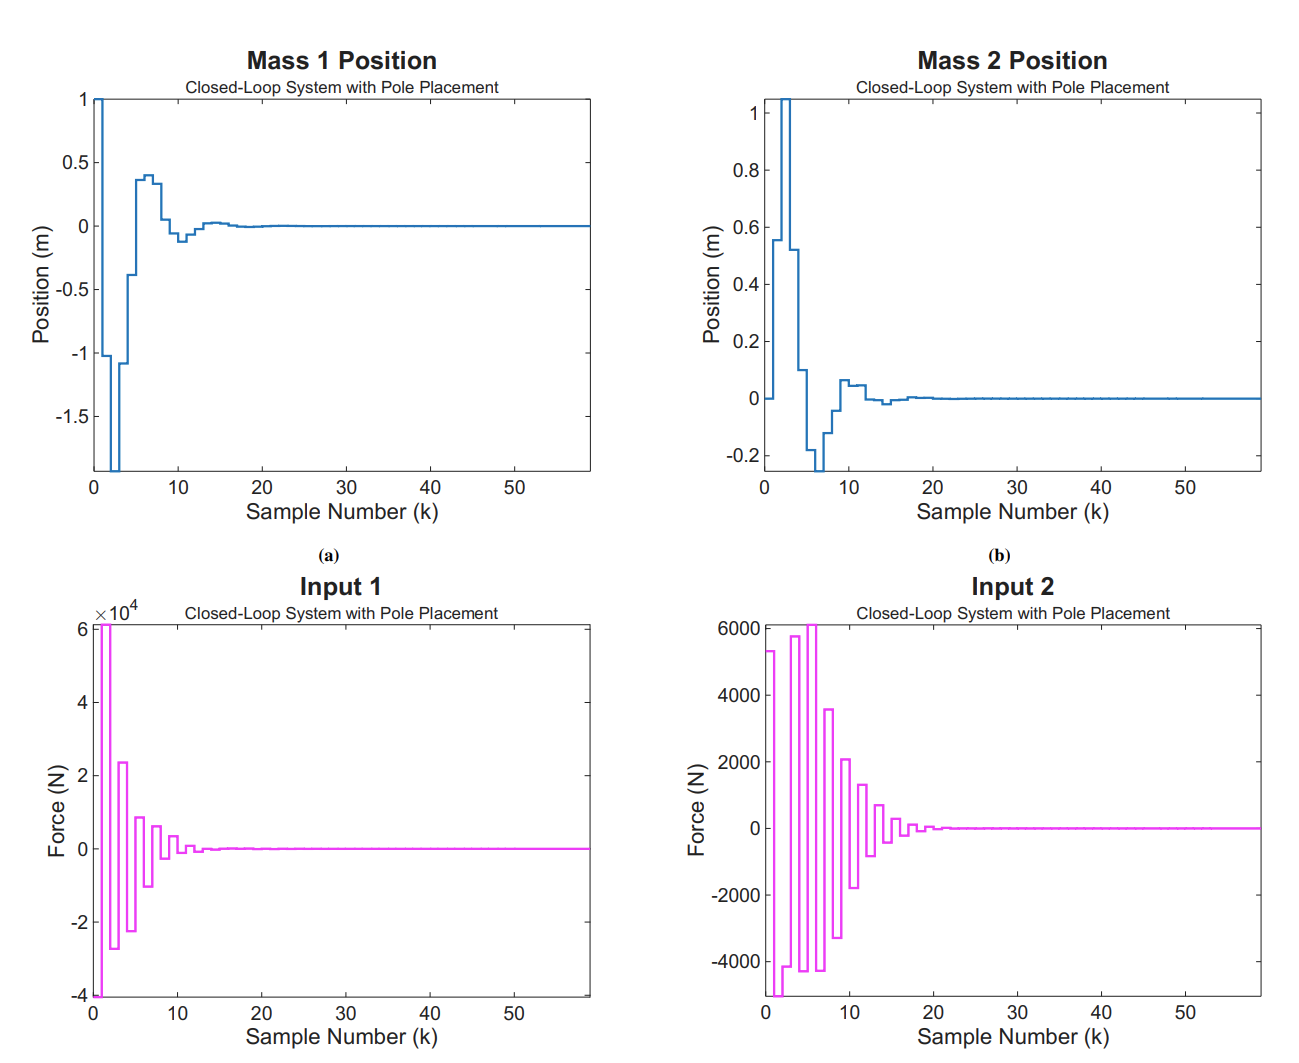 Mass 1 Position
Closed-Loop System with Pole Placement
1
0.5
0
-0.5
-1
-1.5
Position (m)
0 10 20 30 40 50
Sample Number (k)
(a)
Mass 2 Position
Closed-Loop System with Pole Placement
1
0.8
0.6
0.4
0.2
0
-0.2
Position (m)
0 10 20 30 40 50
Sample Number (k)
(b)
Input 1
×10^4
Closed-Loop System with Pole Placement
6
4
2
0
-2
-4
Force (N)
0 10 20 30 40 50
Sample Number (k)
Input 2
Closed-Loop System with Pole Placement
6000
4000
2000
0
-2000
-4000
Force (N)
0 10 20 30 40 50
Sample Number (k)